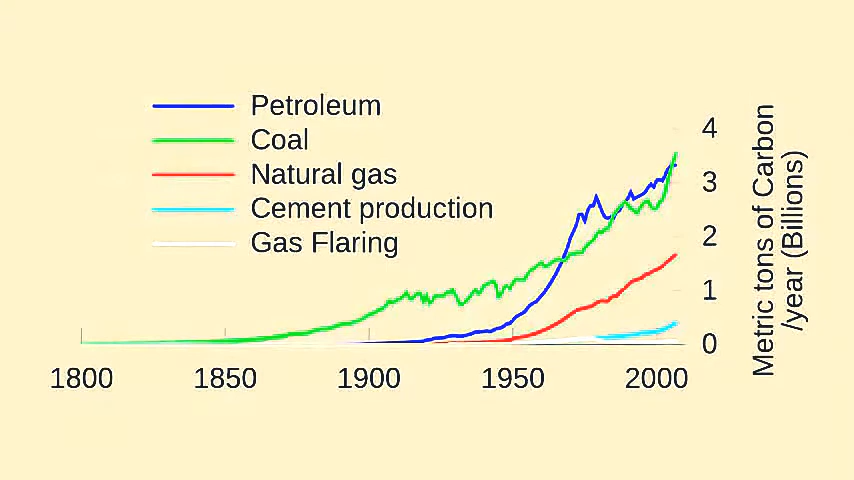 Petroleum
Coal
Natural gas
Cement production
Gas Flaring
4
3
2
1
0
Metric tons of Carbon
/year (Billions)
1800 1850 1900 1950 2000